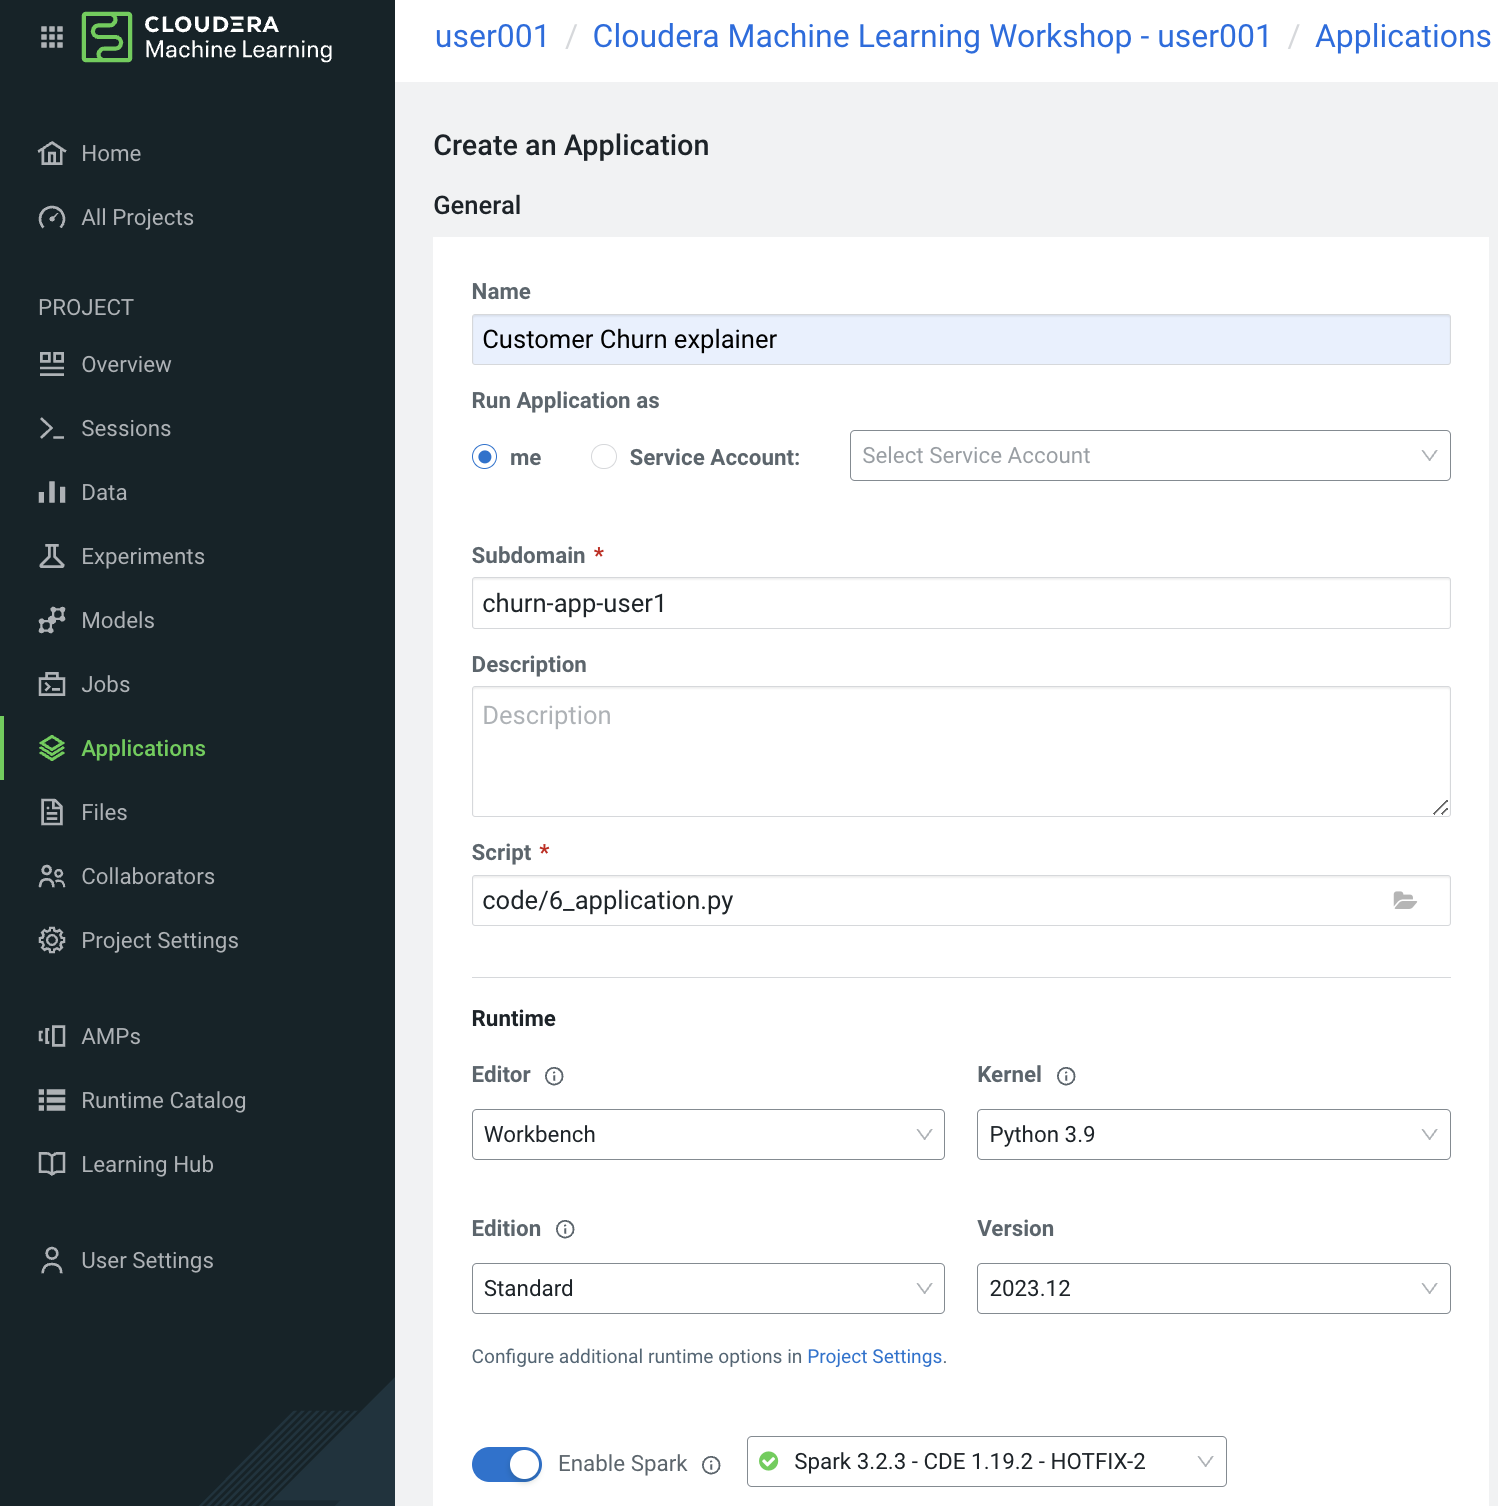 CLOUDERA
Machine Learning
user001 / Cloudera Machine Learning Workshop - user001 / Applications
Home
All Projects
PROJECT
Overview
Sessions
Data
Experiments
Models
Jobs
Applications
Files
Collaborators
Project Settings
AMPs
Runtime Catalog
Learning Hub
User Settings
Create an Application
General
Name
Customer Churn explainer
Run Application as
me Service Account: Select Service Account
Subdomain *
churn-app-user1
Description
Description
Script *
code/6_application.py
Runtime
Editor Kernel
Workbench Python 3.9
Edition Version
Standard 2023.12
Configure additional runtime options in Project Settings.
Enable Spark Spark 3.2.3 - CDE 1.19.2 - HOTFIX-2